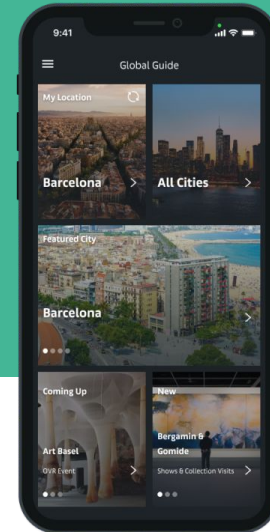 9:41
Global Guide
My Location
Barcelona
All Cities
Featured City
Barcelona
Coming Up
Art Basel
OVR Event
New
Bergamin &
Gomide
Shows & Collection Visits